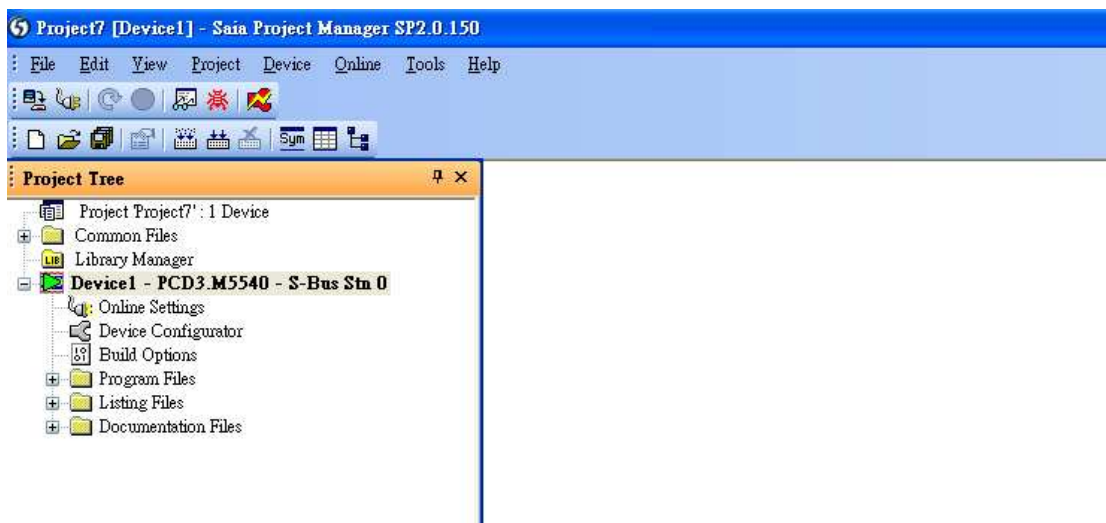 Project7 [Device1] - Saia Project Manager SP2.0.150
File Edit View Project Device Online Tools Help
Sym
Project Tree
Project 'Project7' : 1 Device
Common Files
LIB Library Manager
Device1 - PCD3.M5540 - S-Bus Stn 0
Online Settings
Device Configurator
Build Options
Program Files
Listing Files
Documentation Files